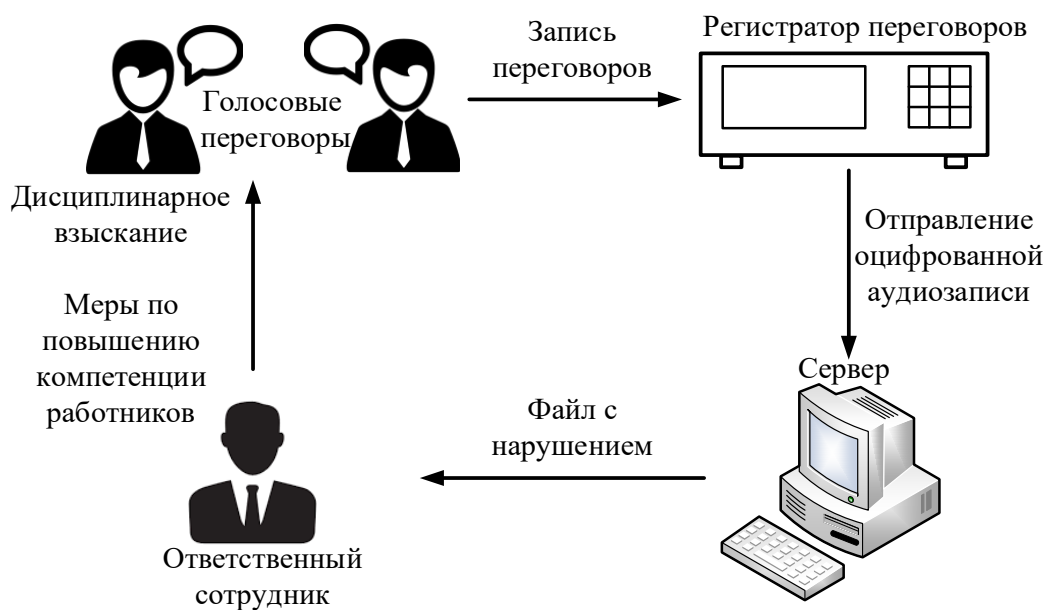 Запись
переговоров
Регистратор переговоров
Голосовые
переговоры
Дисциплинарное
взыскание
Отправление
оцифрованной
аудиозаписи
Меры по
повышению
компетенции
работников
Сервер
Файл с
нарушением
Ответственный
сотрудник